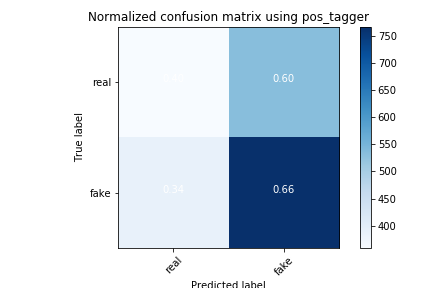 Normalized confusion matrix using pos_tagger
real
0.60
750
700
650
600
550
500
450
400
True label
fake
0.34
0.66
real
fake
Predicted label